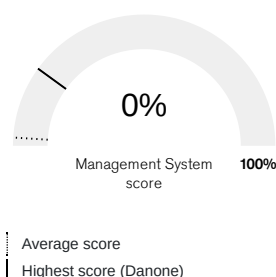 0%
Management System
score
100%
Average score
Highest score (Danone)